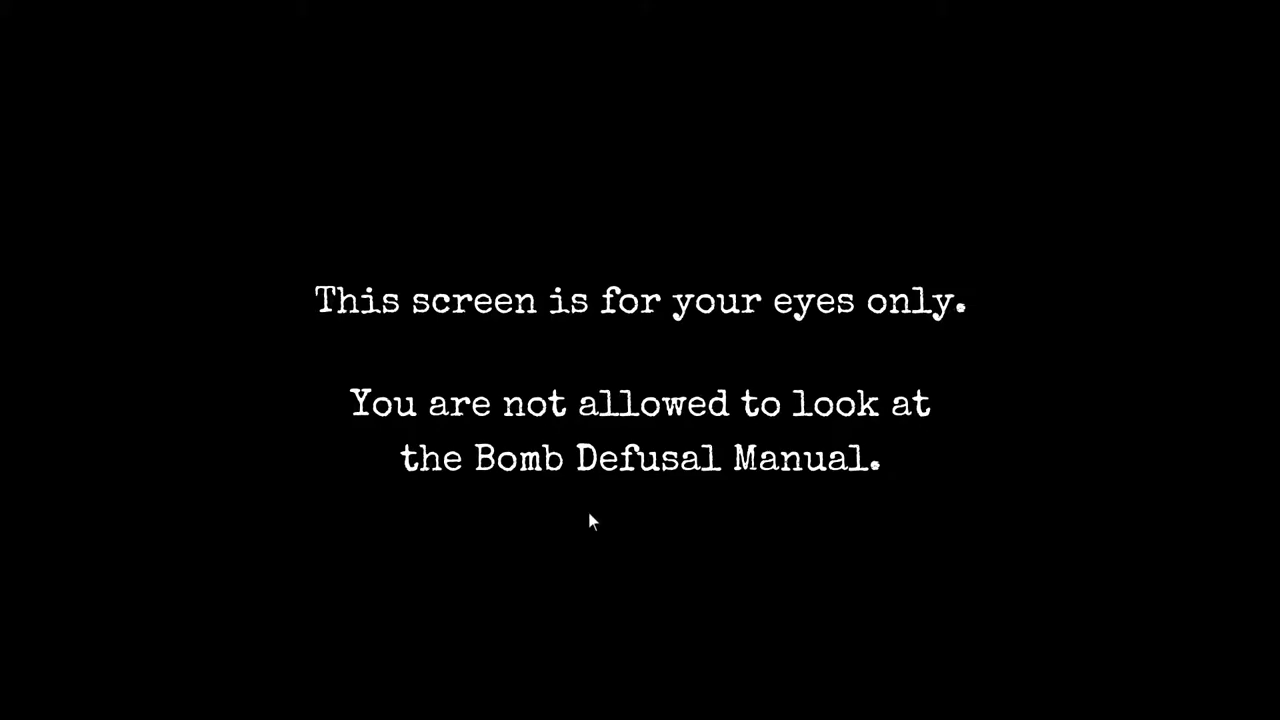 This screen is for your eyes only.
You are not allowed to look at
the Bomb Defusal Manual.